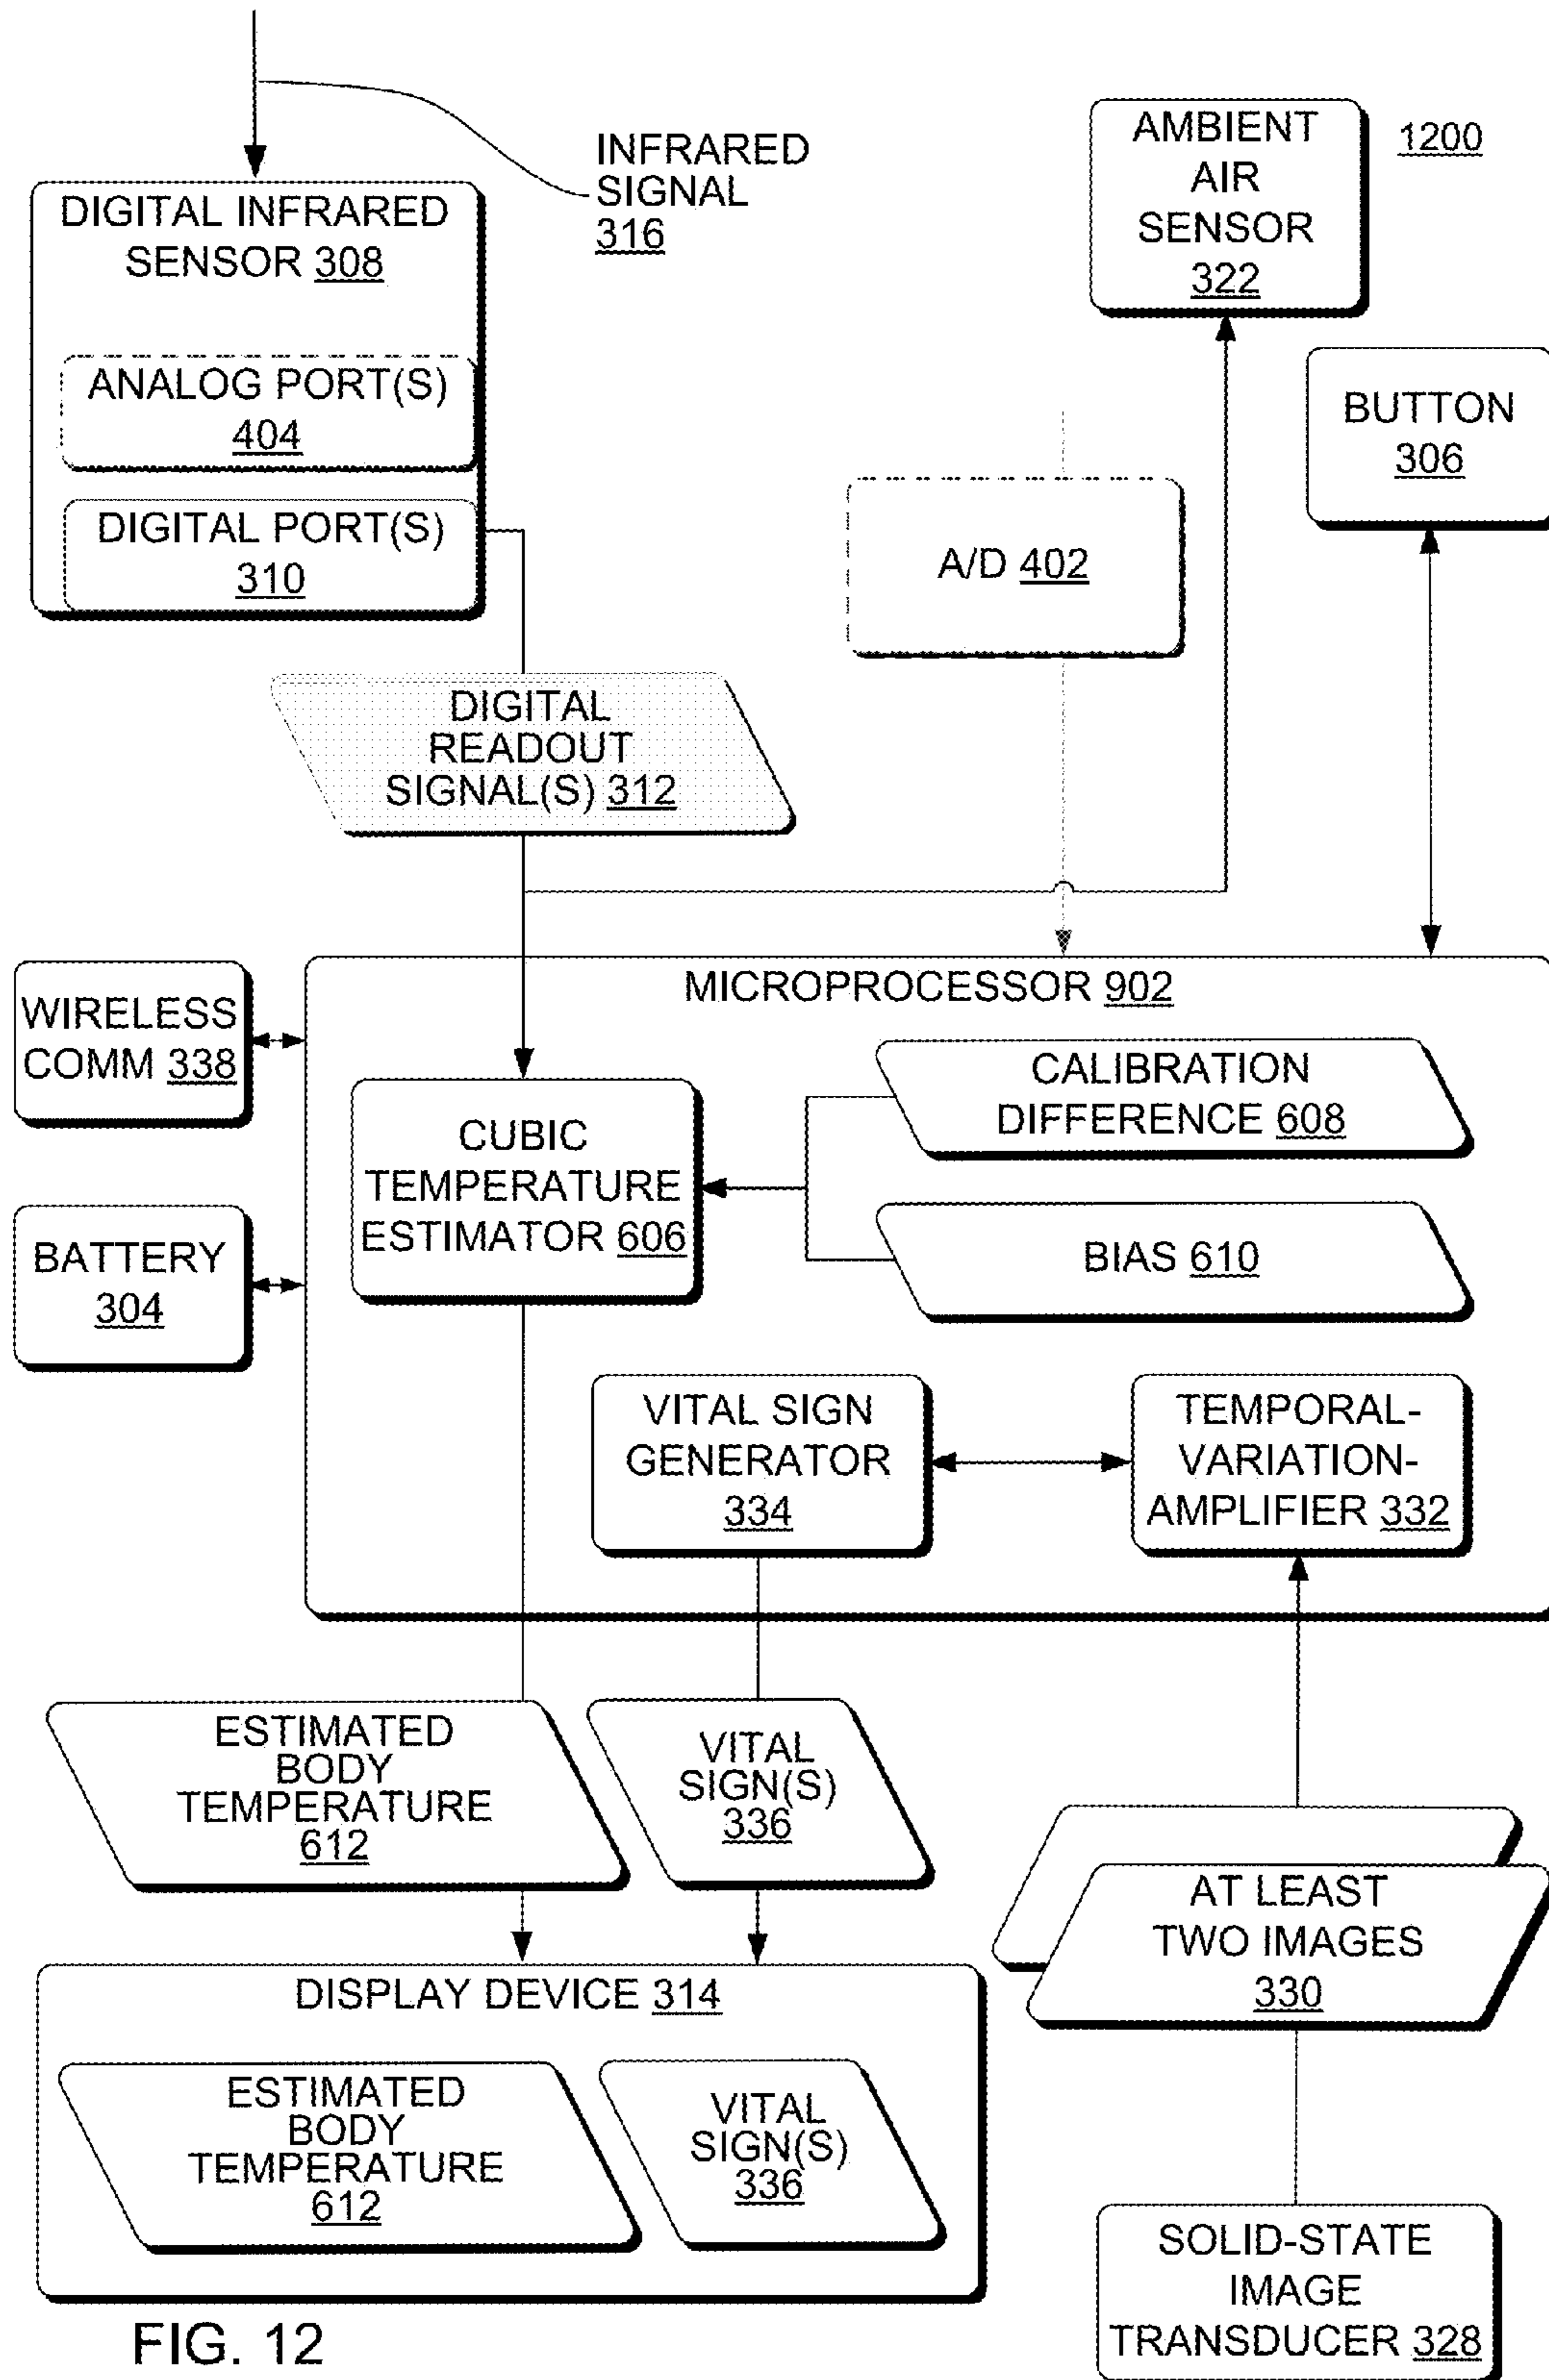 INFRARED
SIGNAL
316
AMBIENT
AIR
SENSOR
322
1200
DIGITAL INFRARED
SENSOR 308
ANALOG PORT(S)
404
DIGITAL PORT(S)
310
A/D 402
BUTTON
306
DIGITAL
READOUT
SIGNAL(S) 312
MICROPROCESSOR 902
WIRELESS
COMM 338
BATTERY
304
CUBIC
TEMPERATURE
ESTIMATOR 606
CALIBRATION
DIFFERENCE 608
BIAS 610
VITAL SIGN
GENERATOR
334
TEMPORAL-
VARIATION-
AMPLIFIER 332
ESTIMATED
BODY
TEMPERATURE
612
VITAL
SIGN(S)
336
AT LEAST
TWO IMAGES
330
DISPLAY DEVICE 314
ESTIMATED
BODY
TEMPERATURE
612
VITAL
SIGN(S)
336
SOLID-STATE
IMAGE
TRANSDUCER 328
FIG. 12